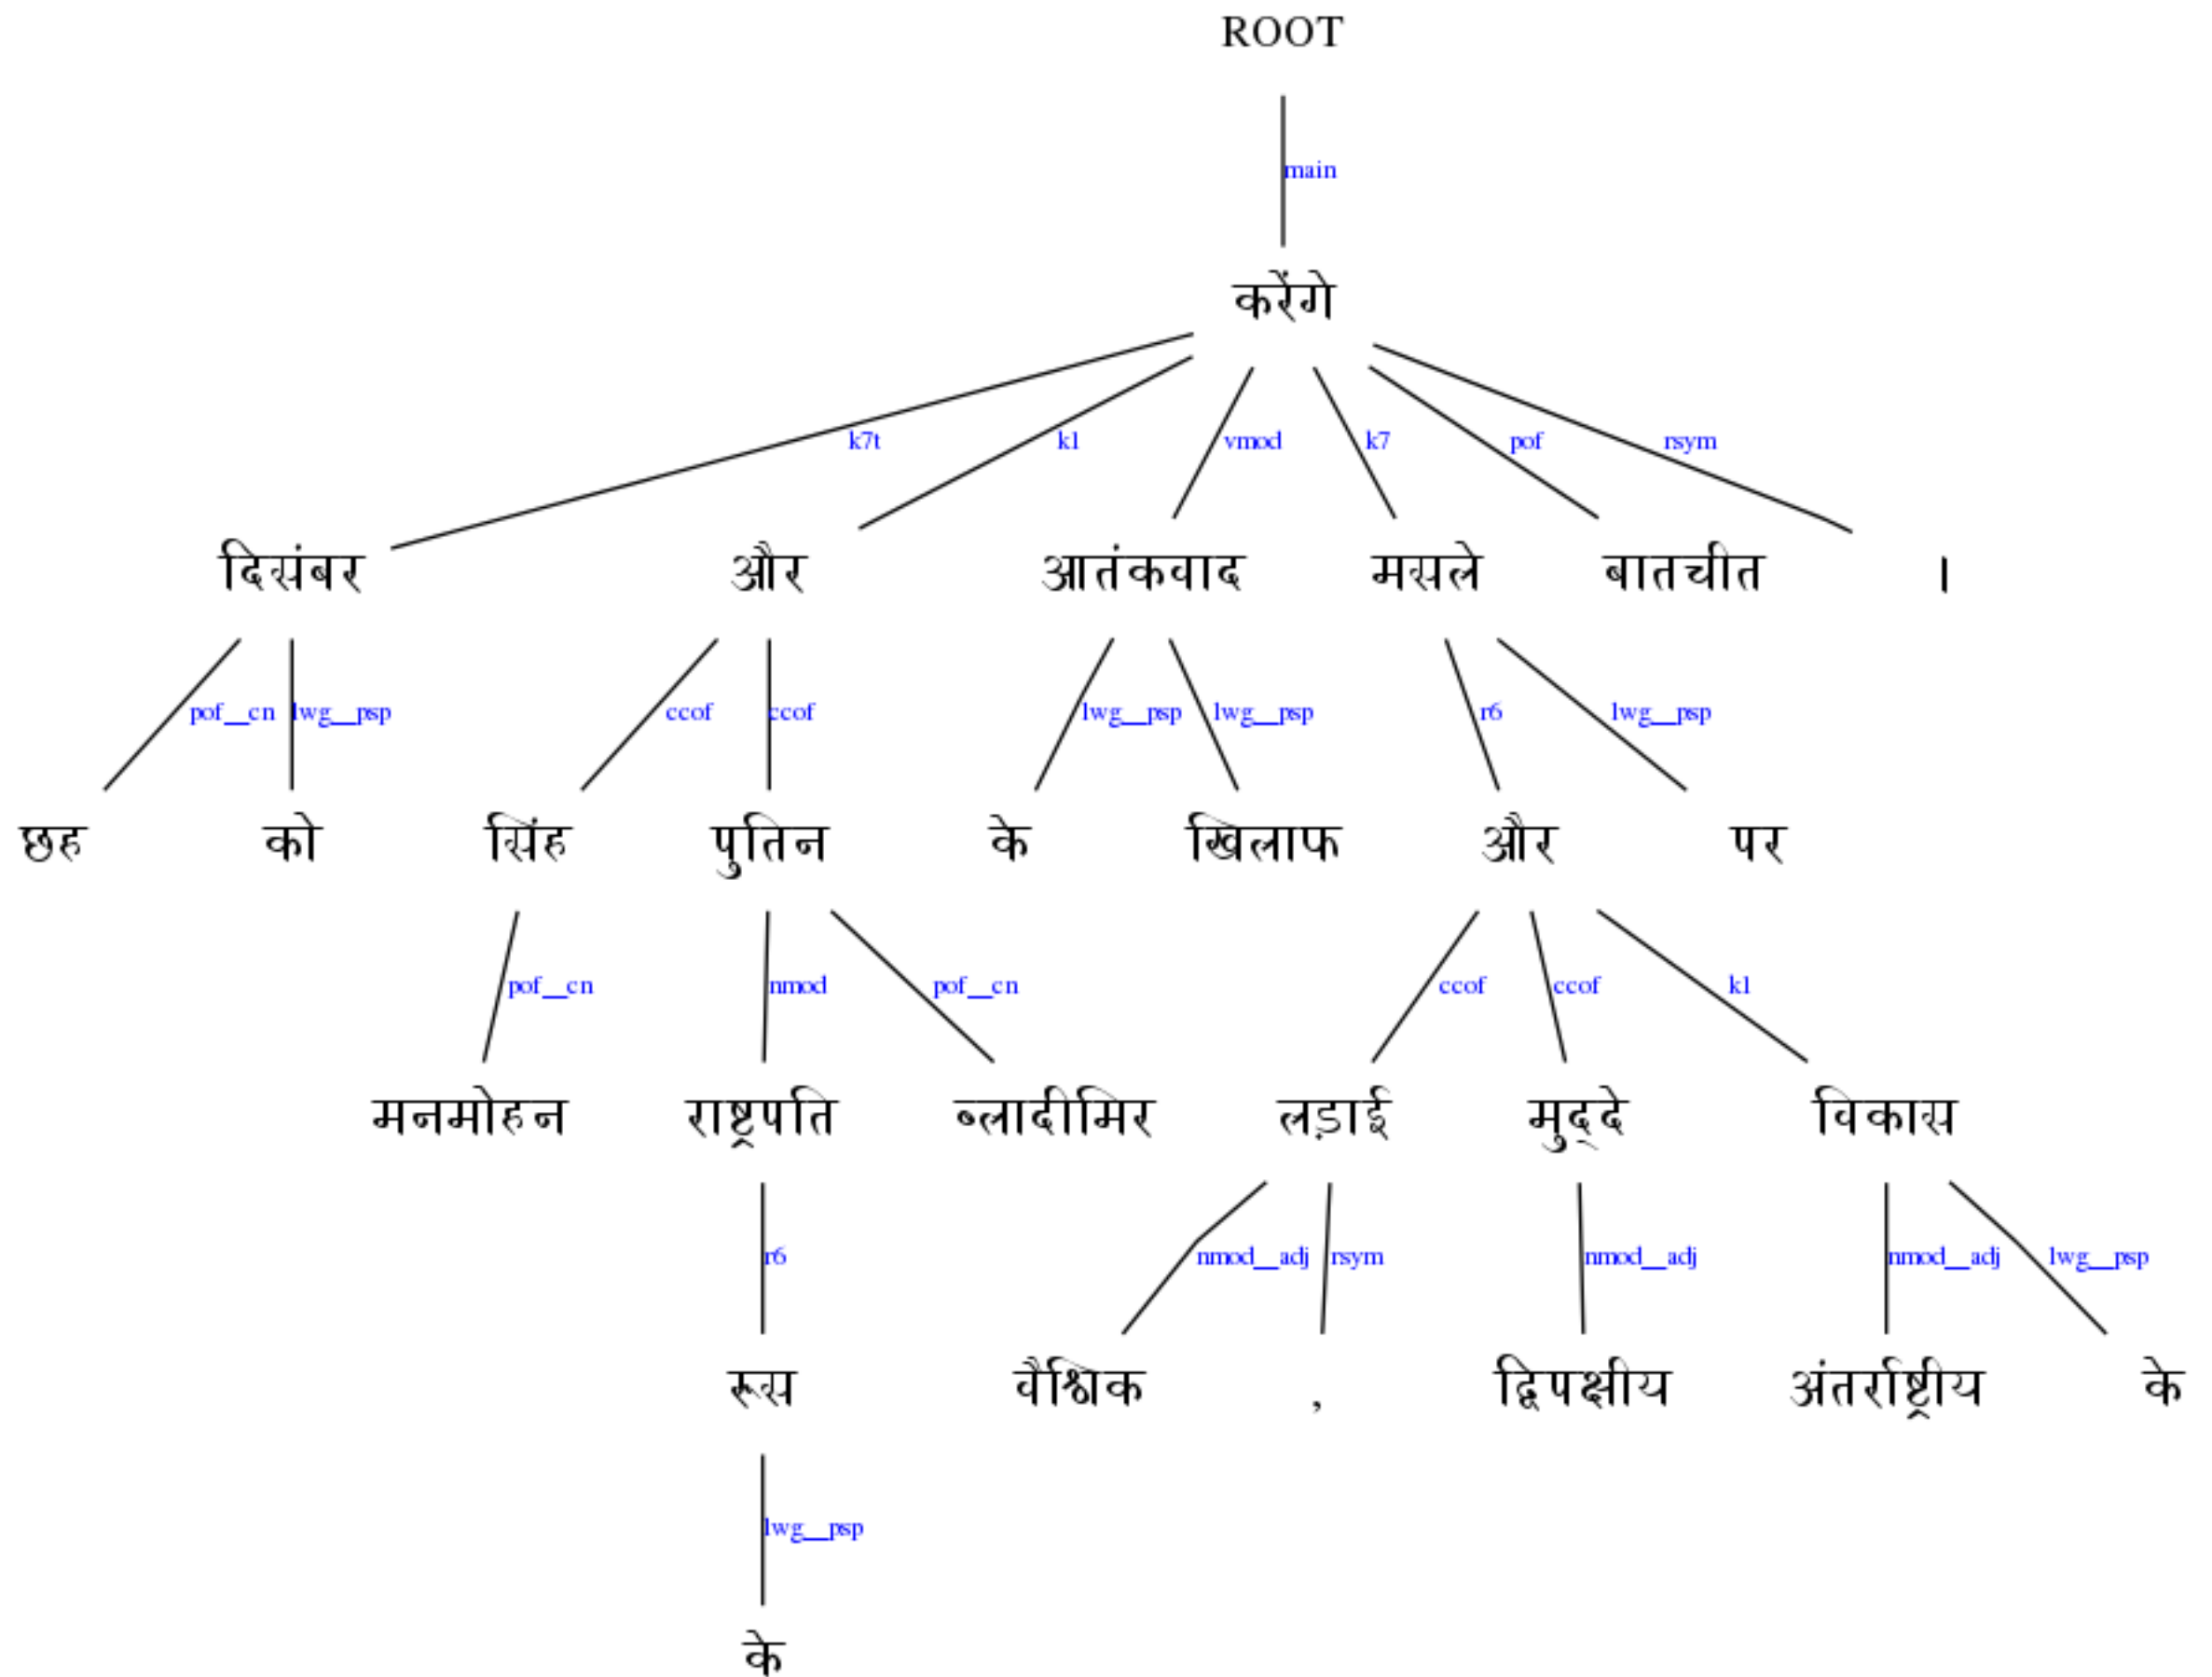 ROOT
main
करेंगे
k7t k1 vmod k7 pof rsym
दिसंबर और आतंकवाद मसले बातचीत ।
pof__cn lwg__psp ccof ccof lwg__psp lwg__psp r6 lwg__psp
छह को सिंह पुतिन के खिलाफ और पर
pof__cn nmod pof__cn ccof ccof k1
मनमोहन राष्ट्रपति ब्लादीमिर लड़ाई मुद्दे विकास
r6 nmod__adj rsym nmod__adj nmod__adj lwg__psp
रूस वैश्विक , द्विपक्षीय अंतर्राष्ट्रीय के
lwg__psp
के